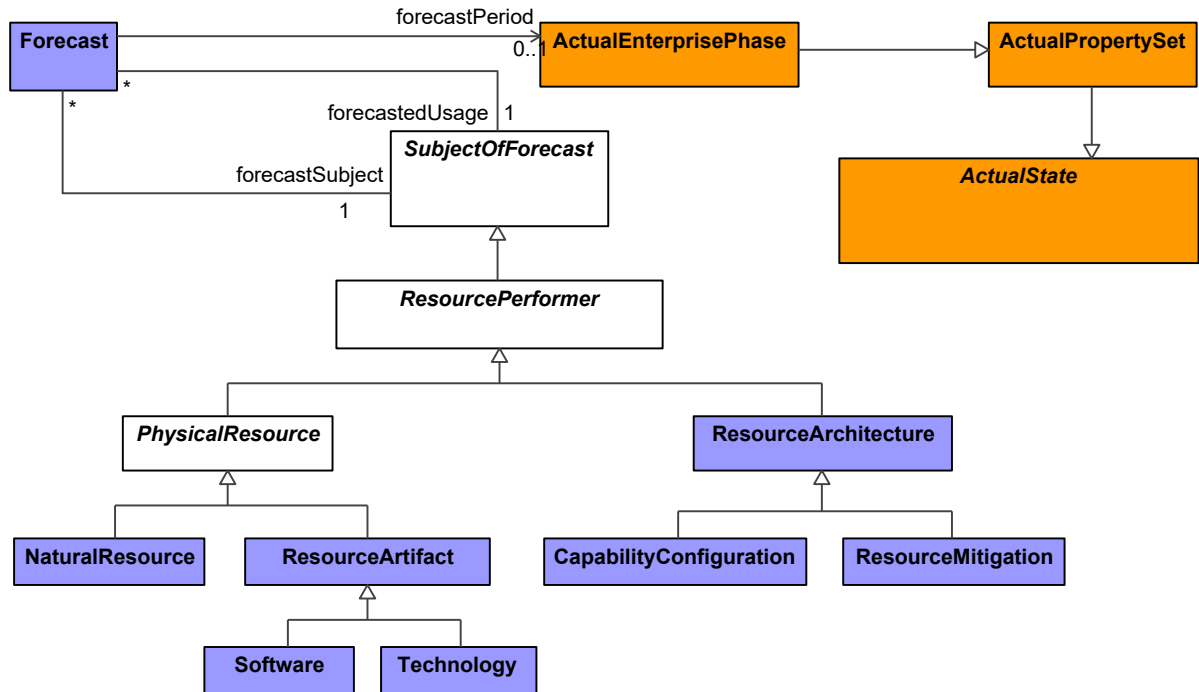 forecastPeriod
Forecast
ActualEnterprisePhase
ActualPropertySet
0..1
*
*
forecastedUsage
1
SubjectOfForecast
forecastSubject
1
ActualState
ResourcePerformer
PhysicalResource
ResourceArchitecture
NaturalResource
ResourceArtifact
CapabilityConfiguration
ResourceMitigation
Software
Technology